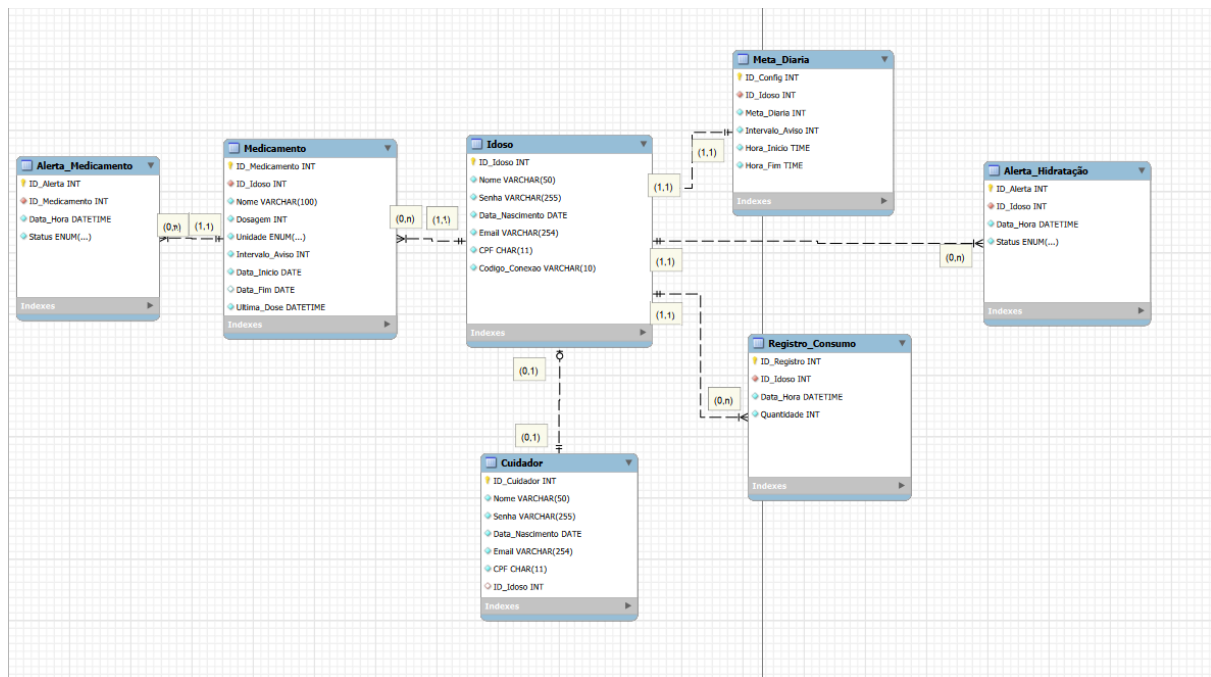 Alerta_Medicamento
ID_Alerta INT
ID_Medicamento INT
Data_Hora DATETIME
Status ENUM(...)
Indexes
(0,n)
(1,1)
Medicamento
ID_Medicamento INT
ID_Idoso INT
Nome VARCHAR(100)
Dosagem INT
Unidade ENUM(...)
Intervalo_Aviso INT
Data_Inicio DATE
Data_Fim DATE
Ultima_Dose DATETIME
Indexes
(0,n)
(1,1)
Idoso
ID_Idoso INT
Nome VARCHAR(50)
Senha VARCHAR(255)
Data_Nascimento DATE
Email VARCHAR(254)
CPF CHAR(11)
Codigo_Conexao VARCHAR(10)
Indexes
(1,1)
(1,1)
Meta_Diaria
ID_Config INT
ID_Idoso INT
Meta_Diaria INT
Intervalo_Aviso INT
Hora_Inicio TIME
Hora_Fim TIME
Indexes
(1,1)
(0,n)
Alerta_Hidratação
ID_Alerta INT
ID_Idoso INT
Data_Hora DATETIME
Status ENUM(...)
Indexes
(1,1)
(0,n)
Registro_Consumo
ID_Registro INT
ID_Idoso INT
Data_Hora DATETIME
Quantidade INT
Indexes
(0,1)
(0,1)
Cuidador
ID_Cuidador INT
Nome VARCHAR(50)
Senha VARCHAR(255)
Data_Nascimento DATE
Email VARCHAR(254)
CPF CHAR(11)
ID_Idoso INT
Indexes